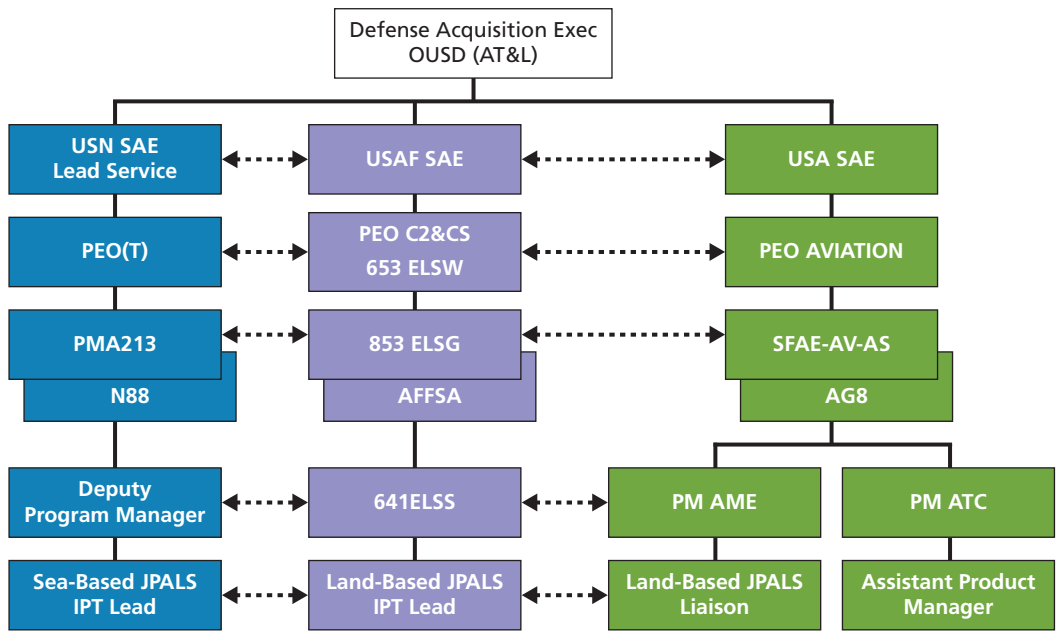 Defense Acquisition Exec
OUSD (AT&L)
USN SAE
Lead Service
USAF SAE
USA SAE
PEO(T)
PEO C2&CS
653 ELSW
PEO AVIATION
PMA213
853 ELSG
SFAE-AV-AS
N88
AFFSA
AG8
Deputy
Program Manager
641ELSS
PM AME
PM ATC
Sea-Based JPALS
IPT Lead
Land-Based JPALS
IPT Lead
Land-Based JPALS
Liaison
Assistant Product
Manager